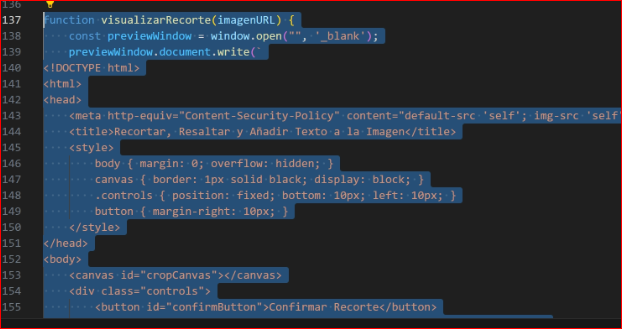 136
137 function visualizarRecorte(imagenURL) {
138 const previewWindow = window.open("", '_blank');
139 previewWindow.document.write(`
140 <!DOCTYPE html>
141 <html>
142 <head>
143 <meta http-equiv="Content-Security-Policy" content="default-src 'self'; img-src 'self'
144 <title>Recortar, Resaltar y Añadir Texto a la Imagen</title>
145 <style>
146 body { margin: 0; overflow: hidden; }
147 canvas { border: 1px solid black; display: block; }
148 .controls { position: fixed; bottom: 10px; left: 10px; }
149 button { margin-right: 10px; }
150 </style>
151 </head>
152 <body>
153 <canvas id="cropCanvas"></canvas>
154 <div class="controls">
155 <button id="confirmButton">Confirmar Recorte</button>